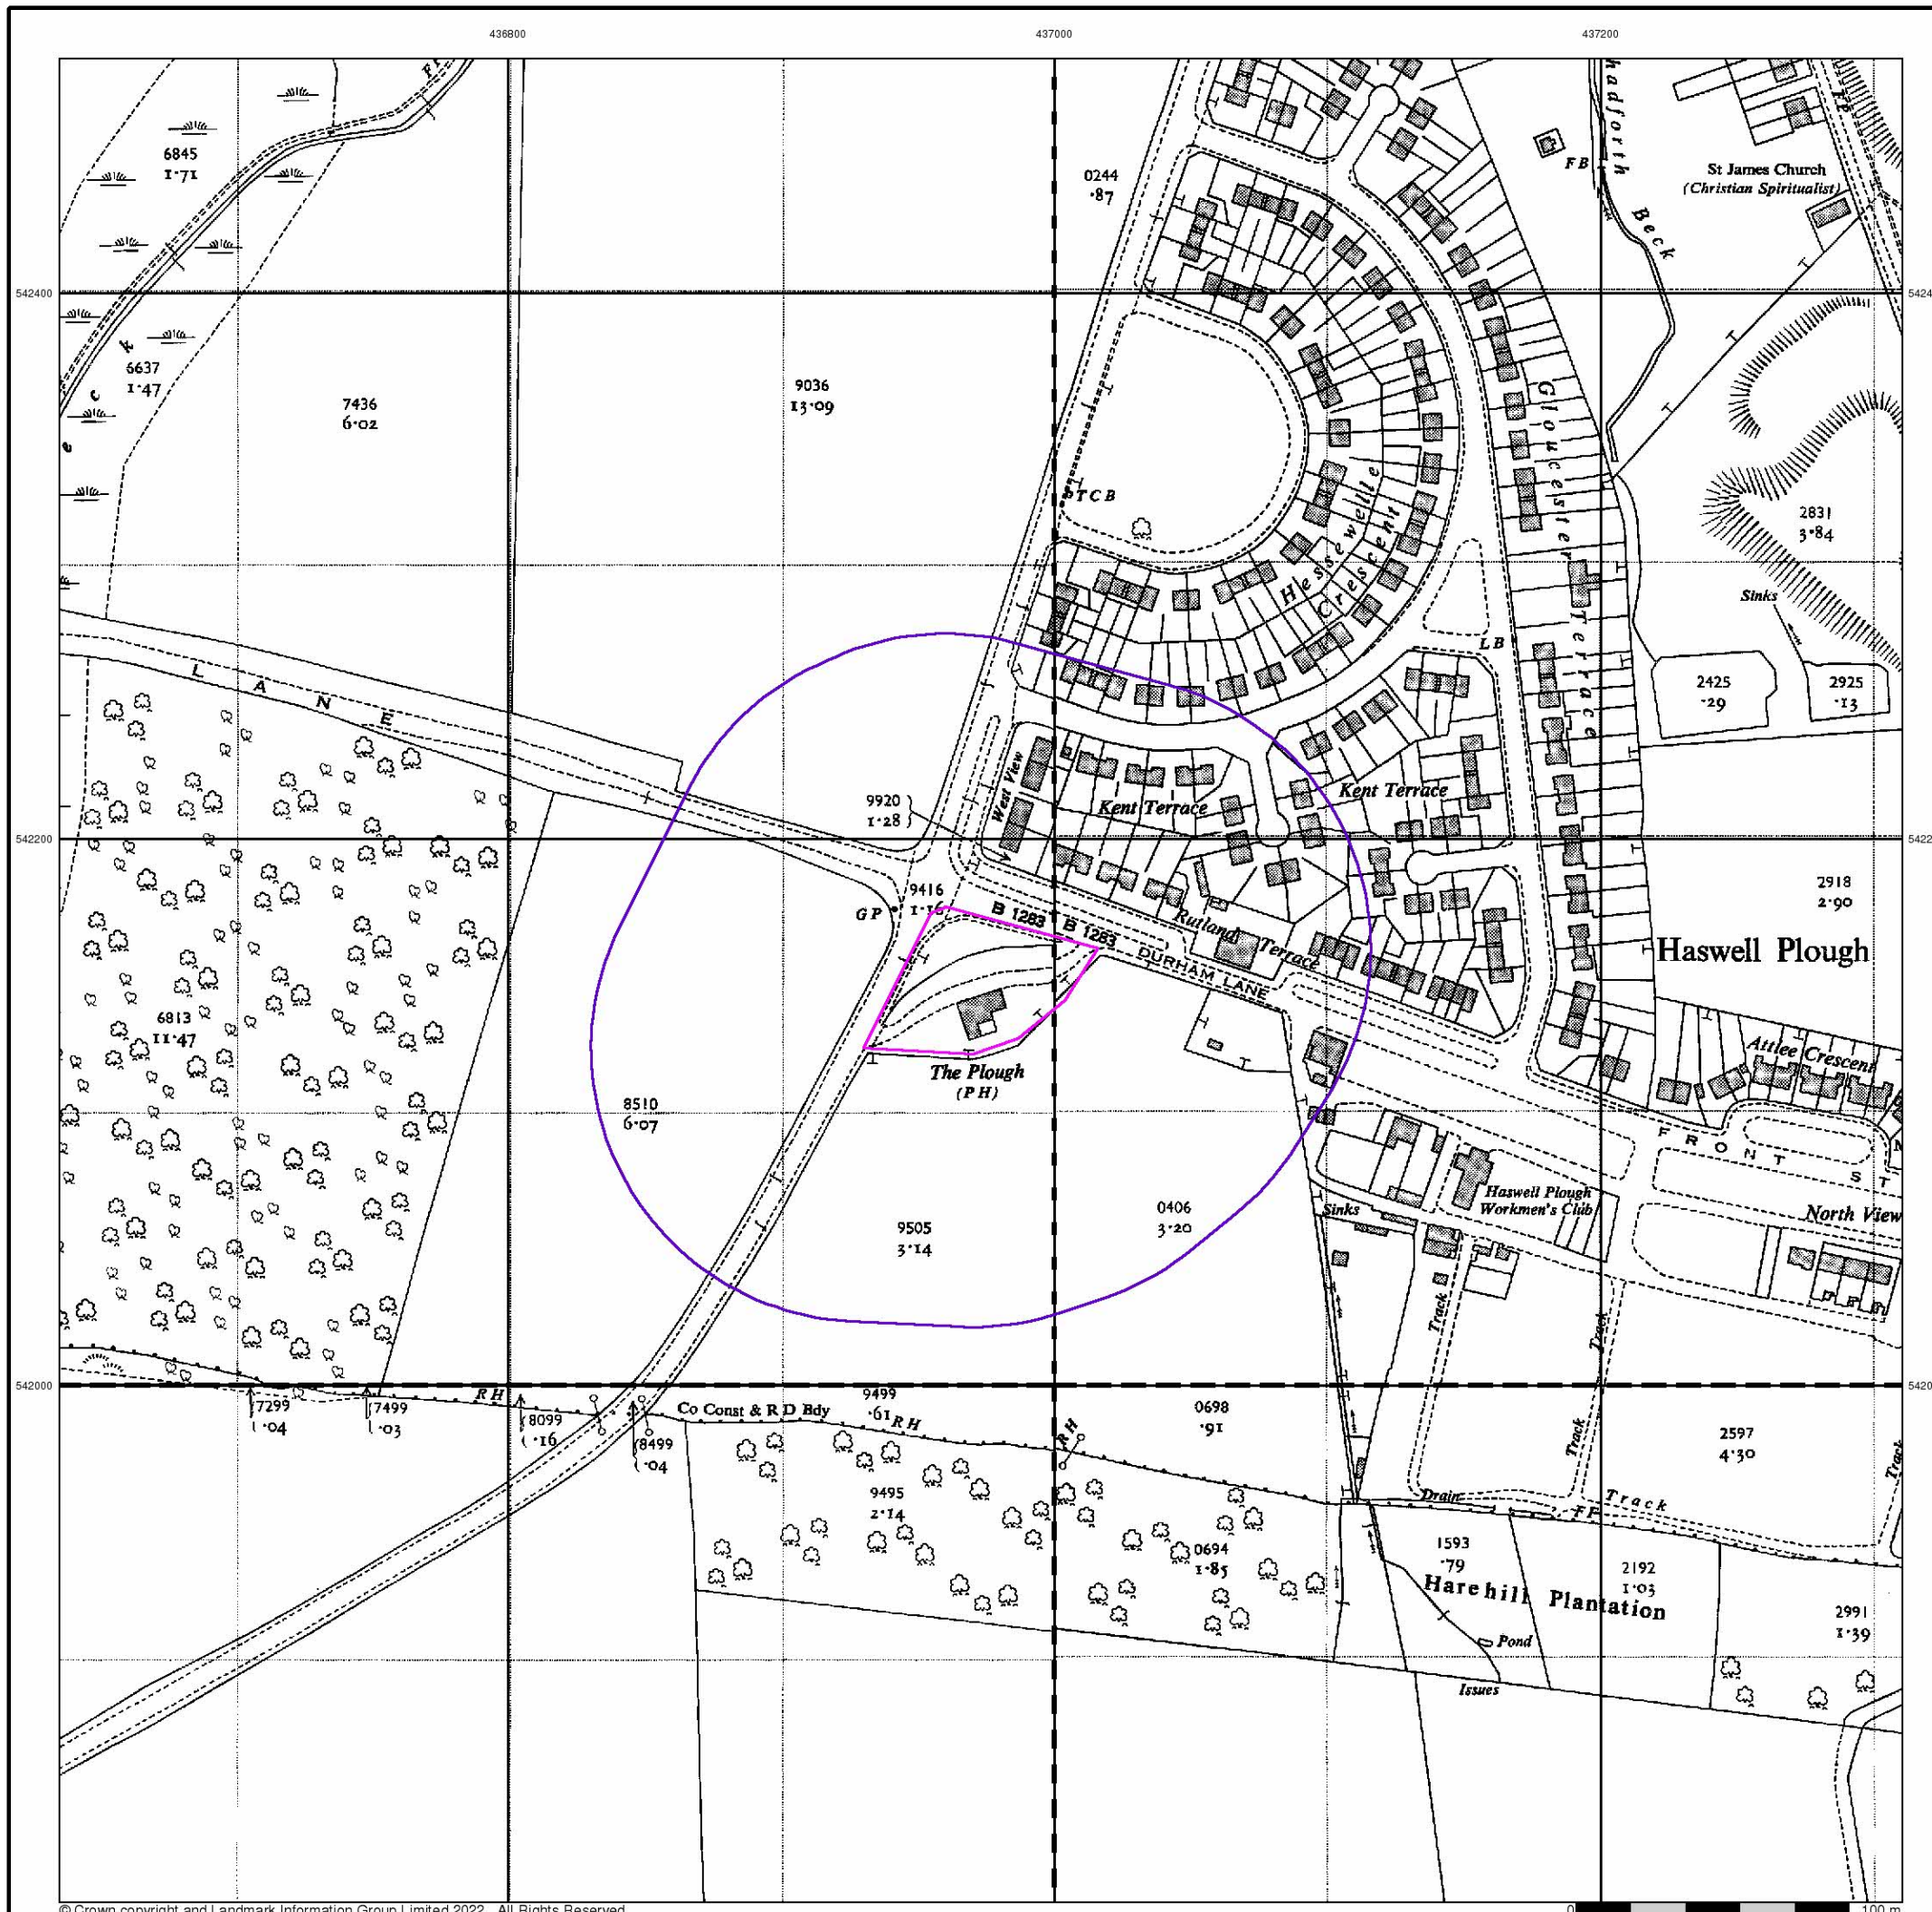 436800
437000
437200
6845
1·71
0244
·87
FB
hadforth
Beck
St James Church
(Christian Spiritualist)
542400
5424
6637
1·47
e c k
7436
6·02
9036
13·09
TCB
Hesewelle
Crescent
Gloucester Terrace
2831
3·84
Sinks
LB
2425
·29
2925
·13
LANE
West View
Kent Terrace
Kent Terrace
9920
1·28
542200
5422
9416
GP
B 1283
B 1283
DURHAM LANE
Rutland Terrace
2918
2·90
Haswell Plough
6813
11·47
The Plough
(PH)
Attlee Crescent
8510
6·07
FRONT ST
9505
3·14
0406
3·20
Sinks
Haswell Plough
Workmen's Club
North View
Track
Track
542000
5420
RH
7299
·04
7499
·03
8099
·16
8499
·04
Co Const & R D Bdy
9499
·61
RH
RH
0698
·91
2597
4·30
Track
Track
9495
2·14
Drain
Track
0694
1·85
1593
·79
2192
1·03
Harehill Plantation
2991
1·39
Pond
Issues
© Crown copyright and Landmark Information Group Limited 2022. All Rights Reserved.
0
100 m